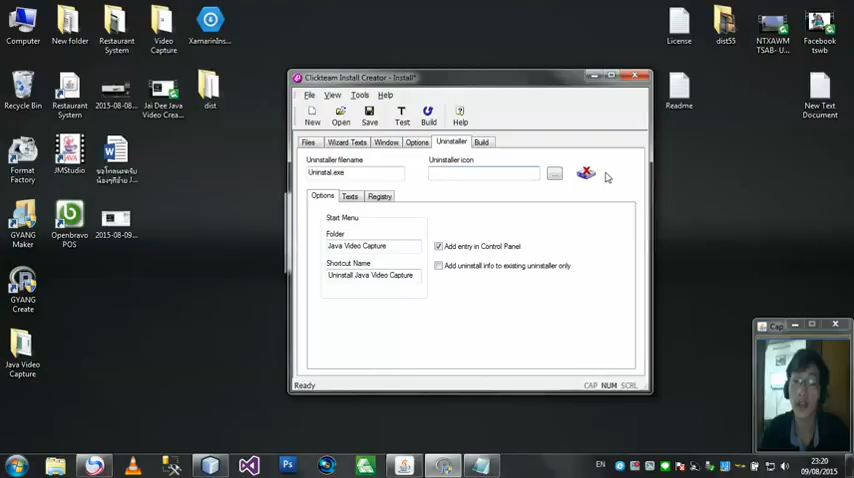 Computer
New folder
Restaurant
System
Video
Capture
XamarinIns...
License
dist55
NTXAWM
TSAB- U...
Facebook
tswb
Recycle Bin
Restaurant
System
2015-08-08...
Jai Dee Java
Video Crea...
dist
Readme
New Text
Document
Format
Factory
JMStudio
GYANG
Maker
Openbravo
POS
2015-08-09...
GYANG
Create
Java Video
Capture
Clickteam Install Creator - Install*
File View Tools Help
New Open Save Test Build Help
Files Wizard Texts Window Options Uninstaller Build
Uninstaller filename
Uninstaller icon
Uninstal.exe
...
Options Texts Registry
Start Menu
Folder
Java Video Capture
Shortcut Name
Uninstall Java Video Capture
Add entry in Control Panel
Add uninstall info to existing uninstaller only
Ready
CAP NUM SCRL
Cap
EN
23:20
09/08/2015